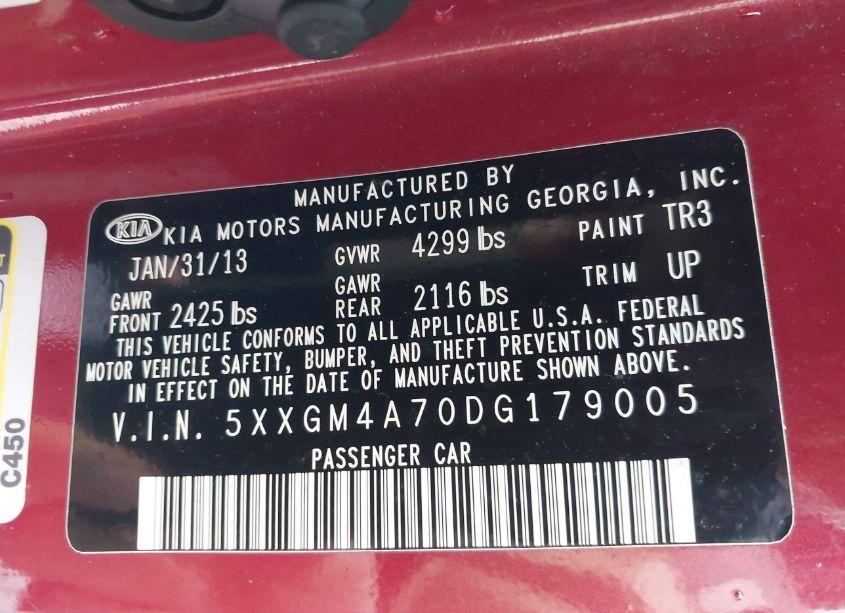 MANUFACTURED BY
KIA KIA MOTORS MANUFACTURING GEORGIA, INC.
JAN/31/13 GVWR 4299 lbs PAINT TR3
GAWR FRONT 2425 lbs GAWR REAR 2116 lbs TRIM UP
THIS VEHICLE CONFORMS TO ALL APPLICABLE U.S.A. FEDERAL
MOTOR VEHICLE SAFETY, BUMPER, AND THEFT PREVENTION STANDARDS
IN EFFECT ON THE DATE OF MANUFACTURE SHOWN ABOVE.
V.I.N. 5XXGM4A70DG179005
PASSENGER CAR
C450